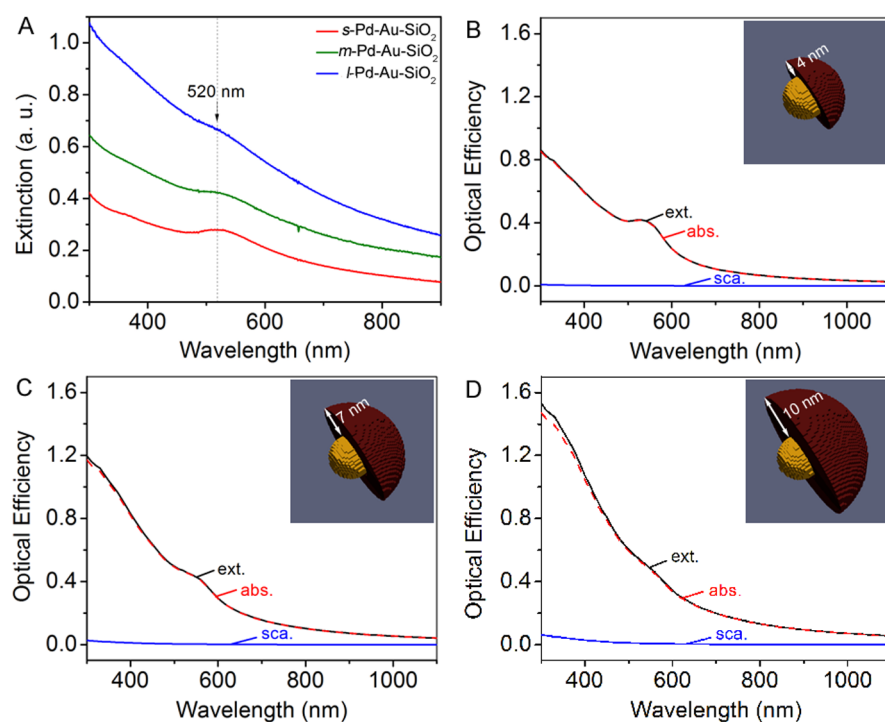 A
s-Pd-Au-SiO2
m-Pd-Au-SiO2
l-Pd-Au-SiO2
520 nm
1.0
0.8
0.6
0.4
0.2
0.0
Extinction (a. u.)
400 600 800
Wavelength (nm)
B
4 nm
1.6
1.2
0.8
0.4
0.0
Optical Efficiency
ext.
abs.
sca.
400 600 800 1000
Wavelength (nm)
C
7 nm
1.6
1.2
0.8
0.4
0.0
Optical Efficiency
ext.
abs.
sca.
400 600 800 1000
Wavelength (nm)
D
10 nm
1.6
1.2
0.8
0.4
0.0
Optical Efficiency
ext.
abs.
sca.
400 600 800 1000
Wavelength (nm)